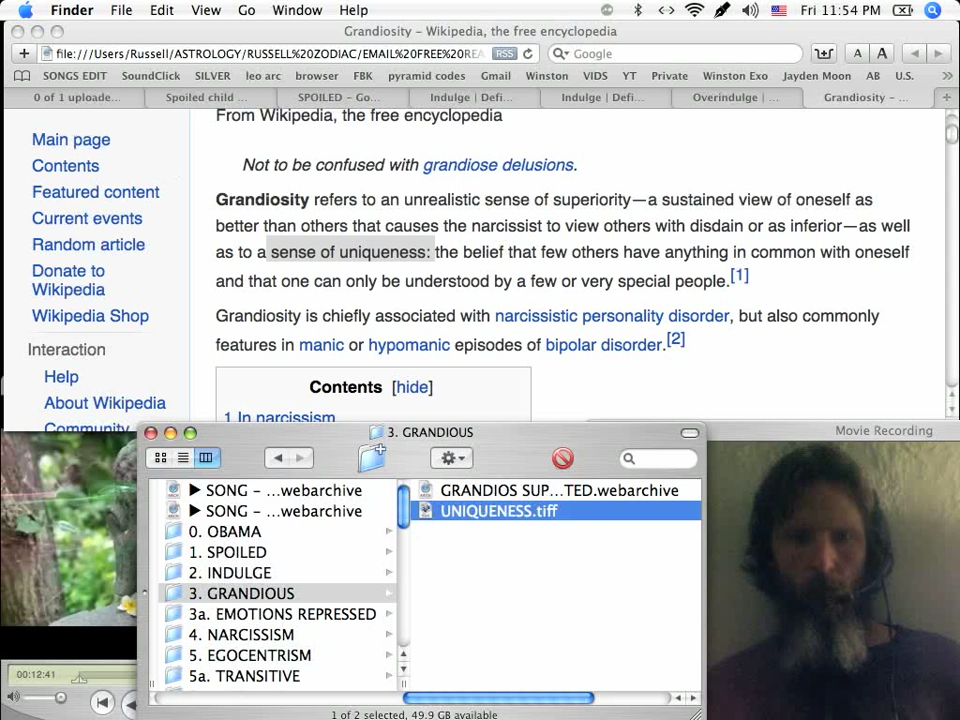 Finder File Edit View Go Window Help Fri 11:54 PM
Grandiosity – Wikipedia, the free encyclopedia
file:///Users/Russell/ASTROLOGY/RUSSELL%20ZODIAC/EMAIL%20FREE%20REA RSS Google A A
SONGS EDIT SoundClick SILVER leo arc browser FBK pyramid codes Gmail Winston VIDS YT Private Winston Exo Jayden Moon AB U.S. »
0 of 1 uploade... Spoiled child ... SPOILED – Go... Indulge | Defi... Indulge | Defi... Overindulge | ... Grandiosity – ...
From Wikipedia, the free encyclopedia
Main page
Contents
Featured content
Current events
Random article
Donate to
Wikipedia
Wikipedia Shop
Interaction
Help
About Wikipedia
Community
Not to be confused with grandiose delusions.
Grandiosity refers to an unrealistic sense of superiority—a sustained view of oneself as
better than others that causes the narcissist to view others with disdain or as inferior—as well
as to a sense of uniqueness: the belief that few others have anything in common with oneself
and that one can only be understood by a few or very special people.[1]
Grandiosity is chiefly associated with narcissistic personality disorder, but also commonly
features in manic or hypomanic episodes of bipolar disorder.[2]
Contents [hide]
1 In narcissism
3. GRANDIOUS
SONG – ...webarchive
SONG – ...webarchive
0. OBAMA
1. SPOILED
2. INDULGE
3. GRANDIOUS
3a. EMOTIONS REPRESSED
4. NARCISSISM
5. EGOCENTRISM
5a. TRANSITIVE
GRANDIOS SUP...TED.webarchive
UNIQUENESS.tiff
1 of 2 selected, 49.9 GB available
Movie Recording
00:12:41